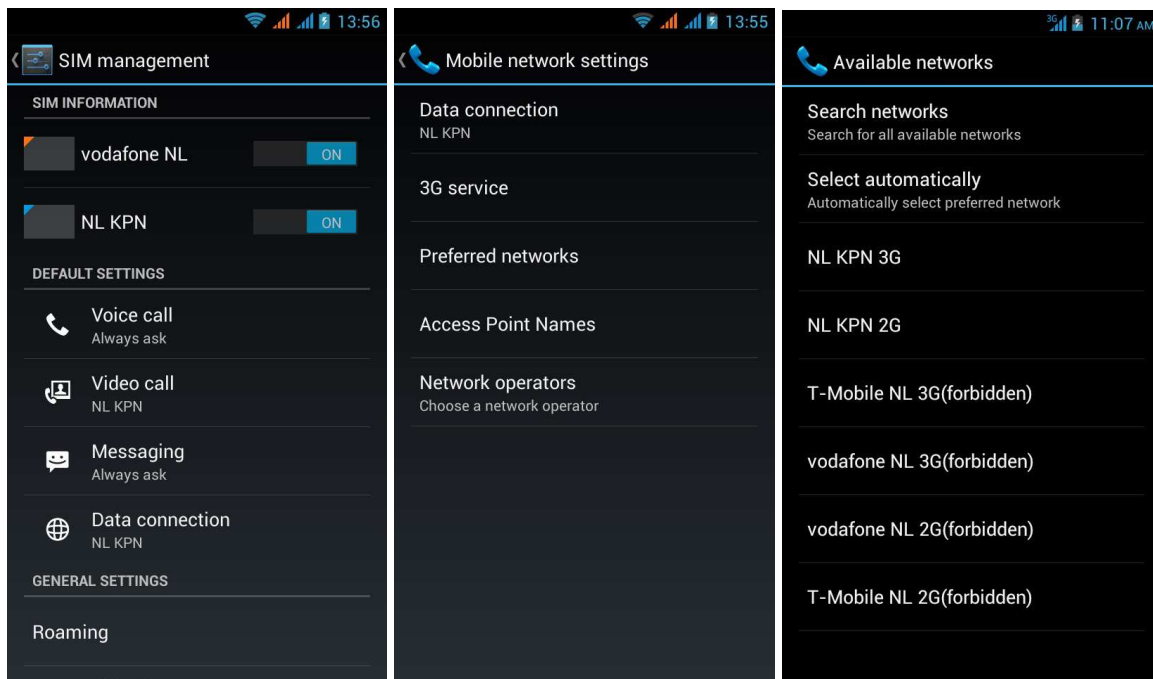 13:56
SIM management
SIM INFORMATION
vodafone NL
ON
NL KPN
ON
DEFAULT SETTINGS
Voice call
Always ask
Video call
NL KPN
Messaging
Always ask
Data connection
NL KPN
GENERAL SETTINGS
Roaming
13:55
Mobile network settings
Data connection
NL KPN
3G service
Preferred networks
Access Point Names
Network operators
Choose a network operator
3G 11:07 AM
Available networks
Search networks
Search for all available networks
Select automatically
Automatically select preferred network
NL KPN 3G
NL KPN 2G
T-Mobile NL 3G(forbidden)
vodafone NL 3G(forbidden)
vodafone NL 2G(forbidden)
T-Mobile NL 2G(forbidden)